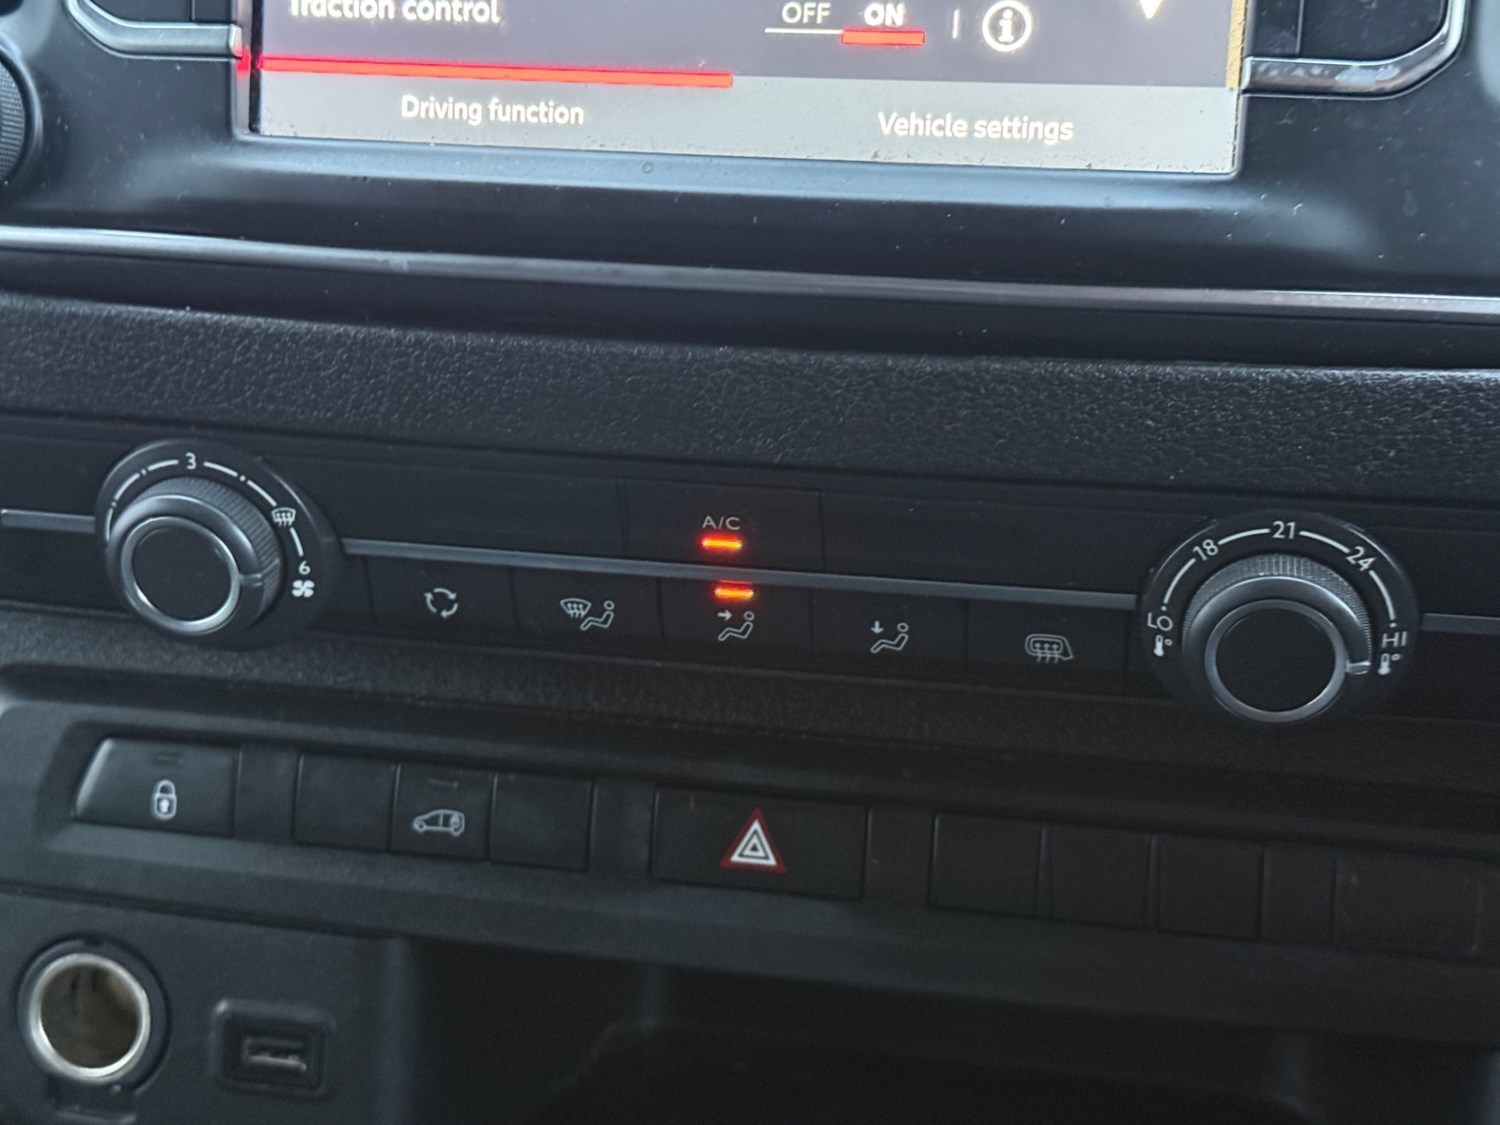 Traction control
OFF ON
Driving function
Vehicle settings
3
6
A/C
18
21
24
LO
HI